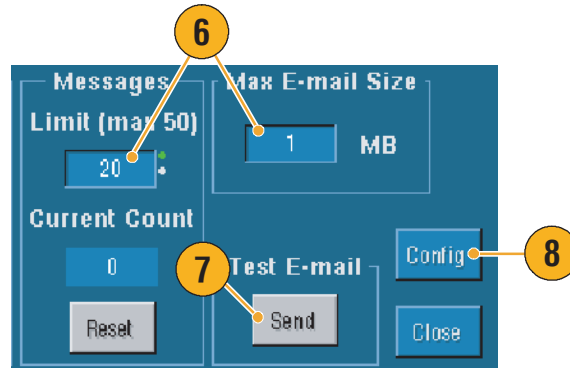 6
Messages
Max E-mail Size
Limit (max 50)
1 MB
20
Current Count
0
7
Test E-mail
Config
8
Reset
Send
Close